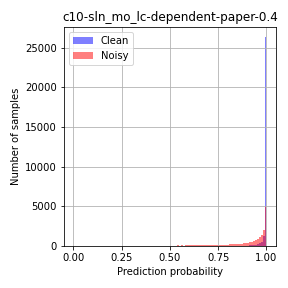 c10-sln_mo_lc-dependent-paper-0.4
Clean
Noisy
Number of samples
25000
20000
15000
10000
5000
0
0.00 0.25 0.50 0.75 1.00
Prediction probability